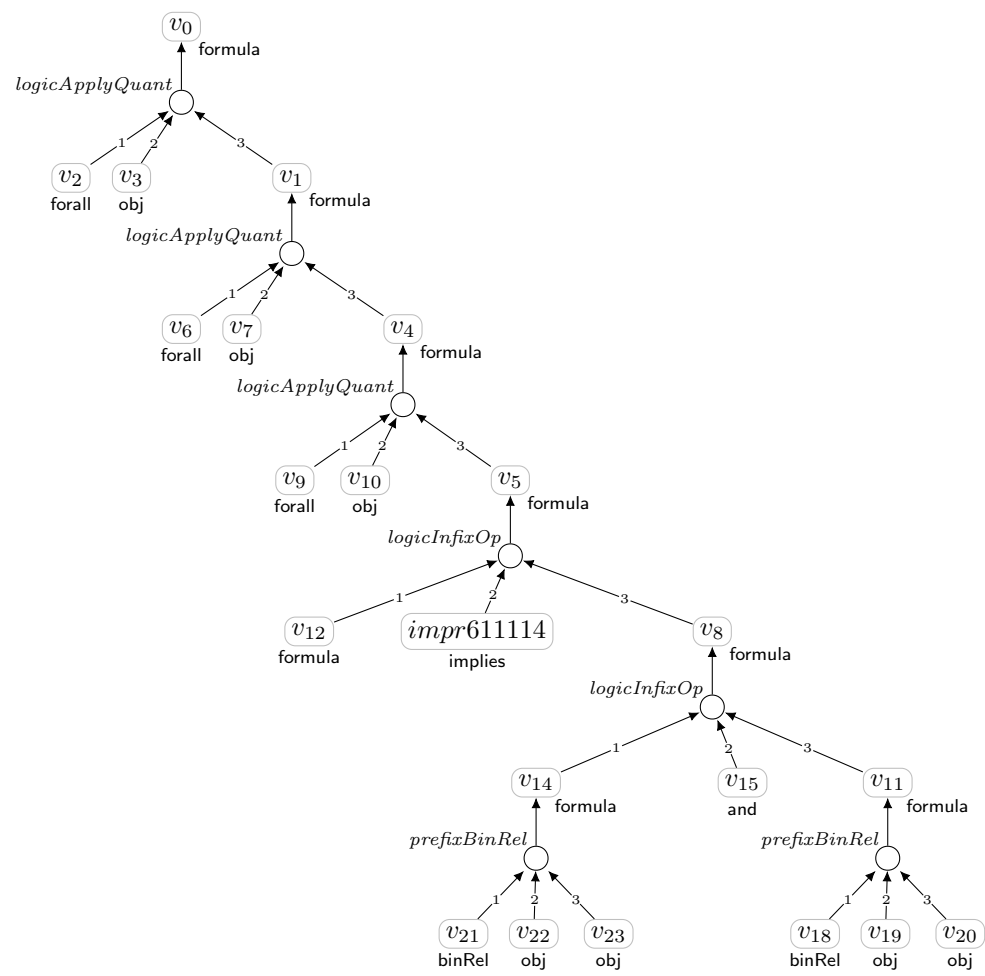 v0
formula
logicApplyQuant
1 2 3
v2 v3 v1
forall obj formula
logicApplyQuant
1 2 3
v6 v7 v4
forall obj formula
logicApplyQuant
1 2 3
v9 v10 v5
forall obj formula
logicInfixOp
1 2 3
v12 impr611114 v8
formula implies formula
logicInfixOp
1 2 3
v14 v15 v11
formula and formula
prefixBinRel prefixBinRel
1 2 3 1 2 3
v21 v22 v23 v18 v19 v20
binRel obj obj binRel obj obj